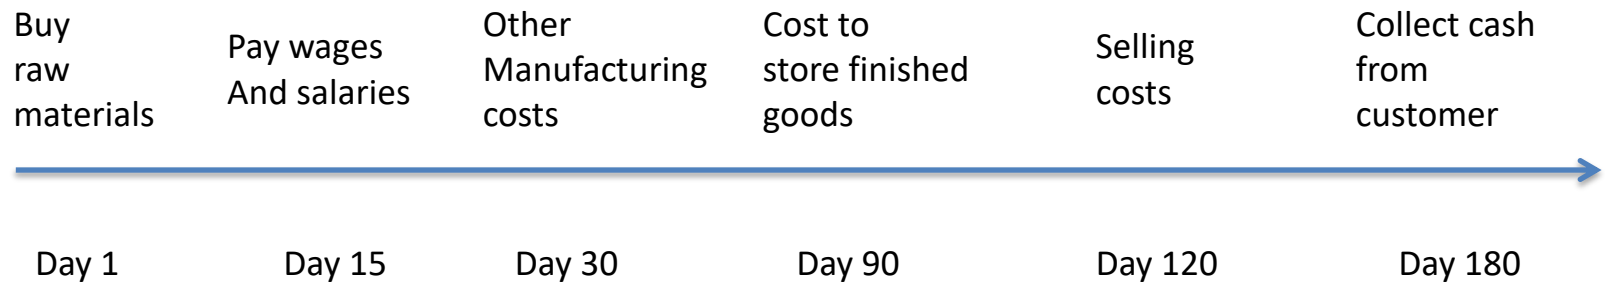 Buy
raw
materials
Pay wages
And salaries
Other
Manufacturing
costs
Cost to
store finished
goods
Selling
costs
Collect cash
from
customer
Day 1
Day 15
Day 30
Day 90
Day 120
Day 180